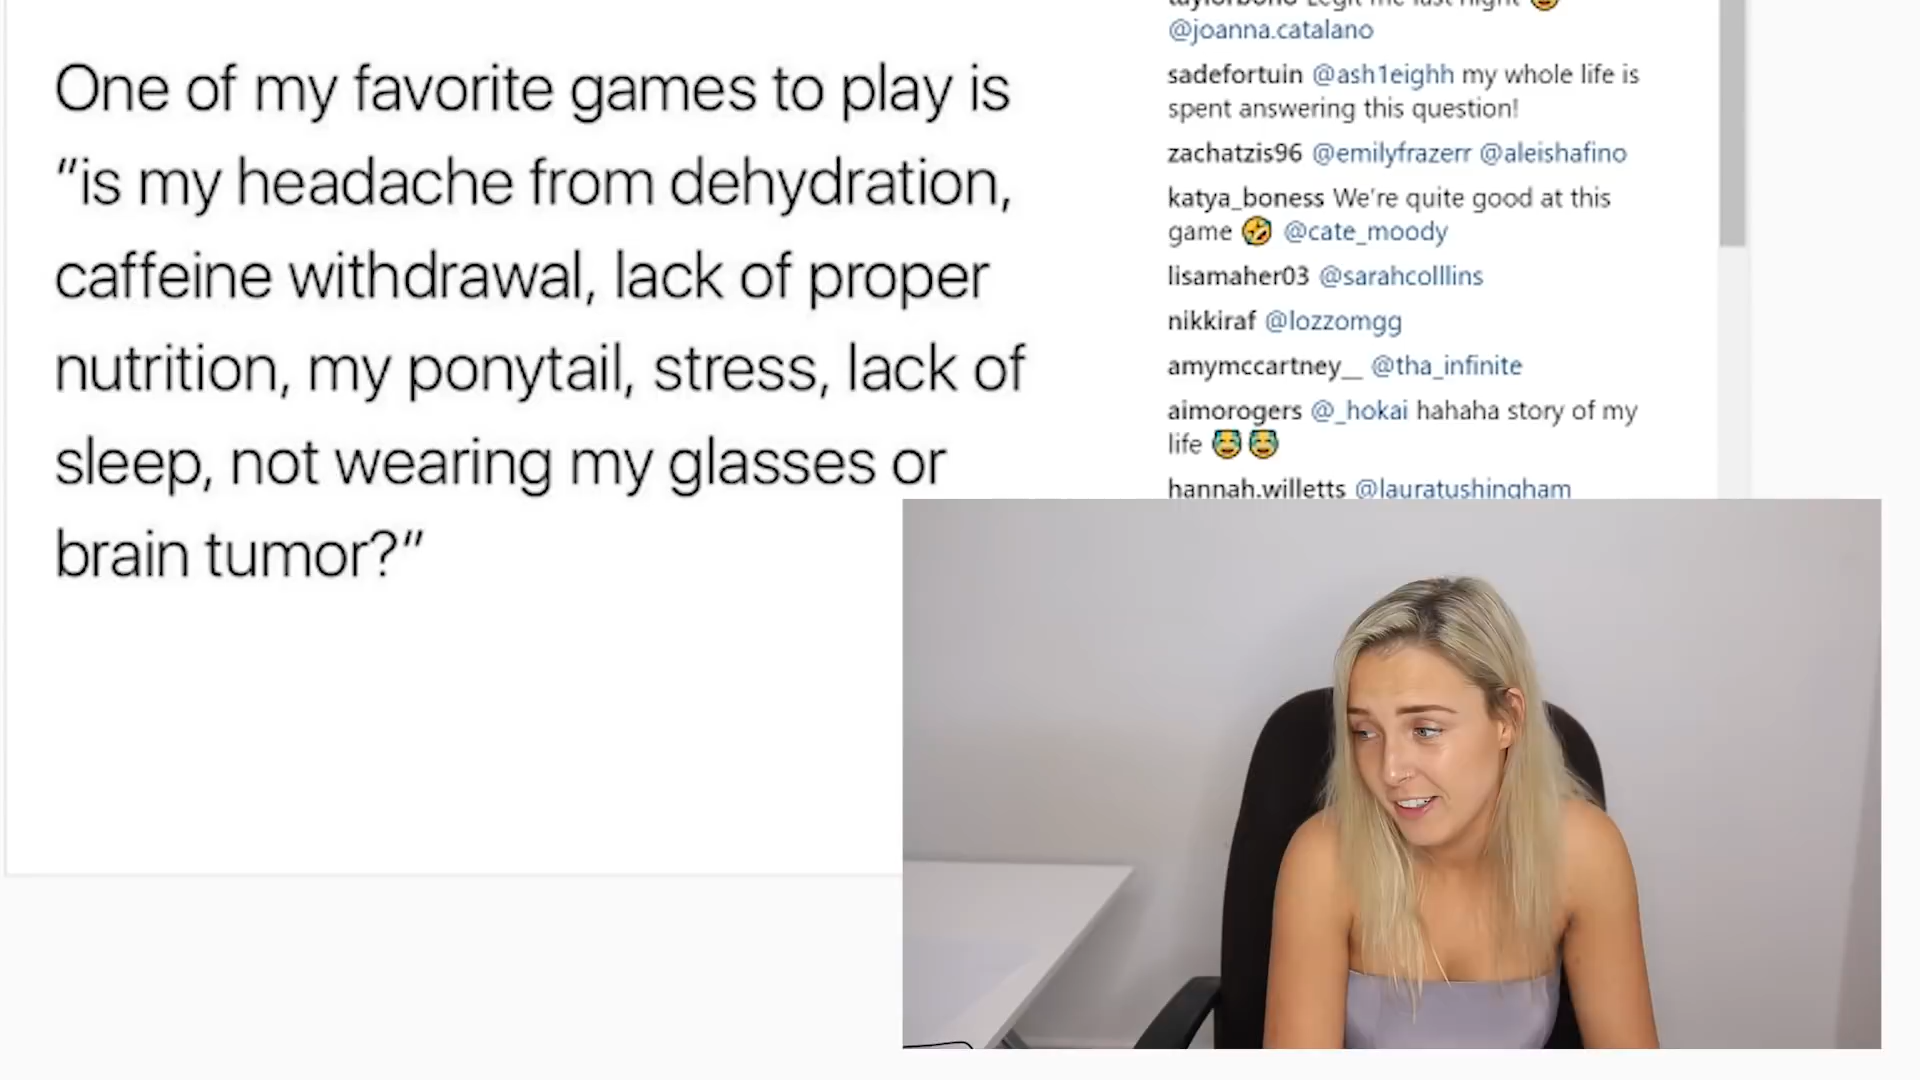 One of my favorite games to play is
“is my headache from dehydration,
caffeine withdrawal, lack of proper
nutrition, my ponytail, stress, lack of
sleep, not wearing my glasses or
brain tumor?”
@joanna.catalano
sadefortuin @ash1eighh my whole life is
spent answering this question!
zachatzis96 @emilyfrazerr @aleishafino
katya_boness We're quite good at this
game 🤣 @cate_moody
lisamaher03 @sarahcolllins
nikkiraf @lozzomgg
amymccartney__ @tha_infinite
aimorogers @_hokai hahaha story of my
life 😭😭
hannah.willetts @lauratushingham